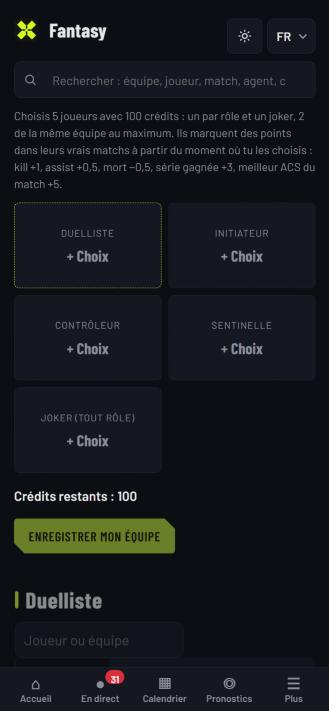 Fantasy
FR
Rechercher : équipe, joueur, match, agent, c
Choisis 5 joueurs avec 100 crédits : un par rôle et un joker, 2
de la même équipe au maximum. Ils marquent des points
dans leurs vrais matchs à partir du moment où tu les choisis :
kill +1, assist +0,5, mort −0,5, série gagnée +3, meilleur ACS du
match +5.
DUELLISTE
+ Choix
INITIATEUR
+ Choix
CONTRÔLEUR
+ Choix
SENTINELLE
+ Choix
JOKER (TOUT RÔLE)
+ Choix
Crédits restants : 100
ENREGISTRER MON ÉQUIPE
Duelliste
Joueur ou équipe
31
Accueil
En direct
Calendrier
Pronostics
Plus